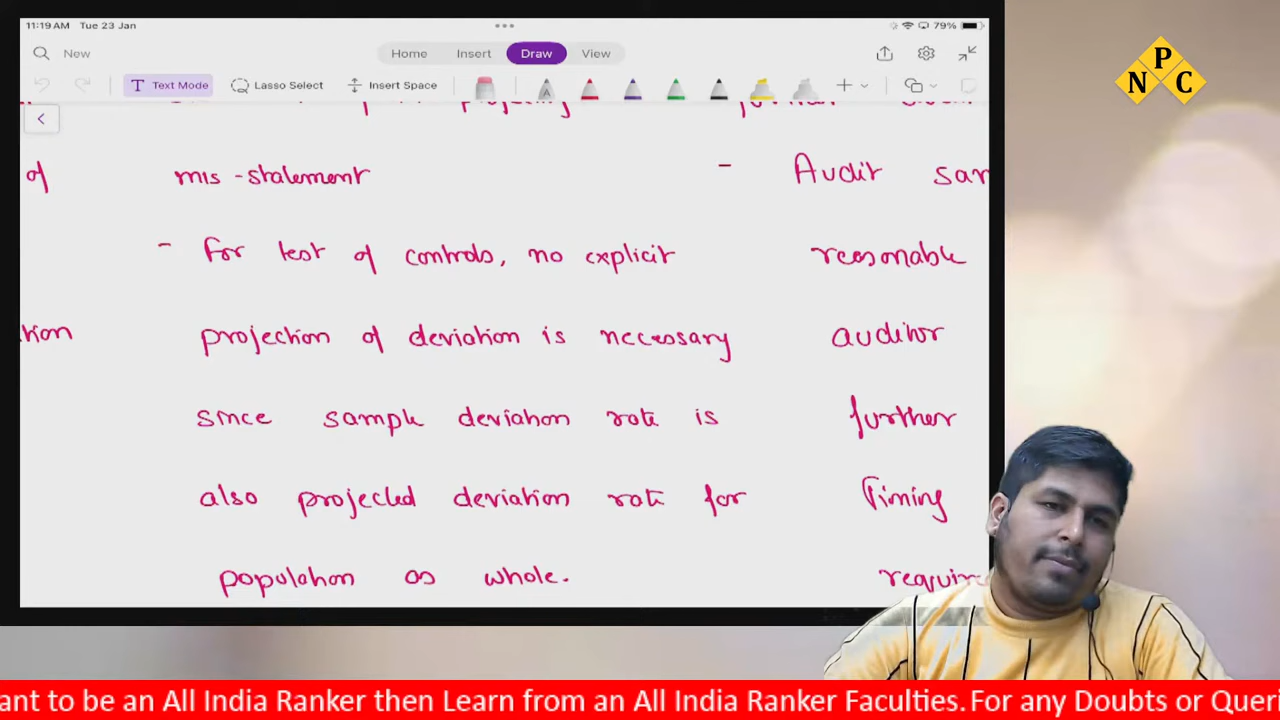 11:19 AM Tue 23 Jan
79%
New
Home Insert Draw View
Text Mode
Lasso Select
Insert Space
N P C
of
mis-statement
- Audit
- For test of controls, no explicit
reasonable
projection of deviation is necessary
auditor
since sample deviation rate is
further
also projected deviation rate for
Timing
population as whole.
ant to be an All India Ranker then Learn from an All India Ranker Faculties. For any Doubts or Queri